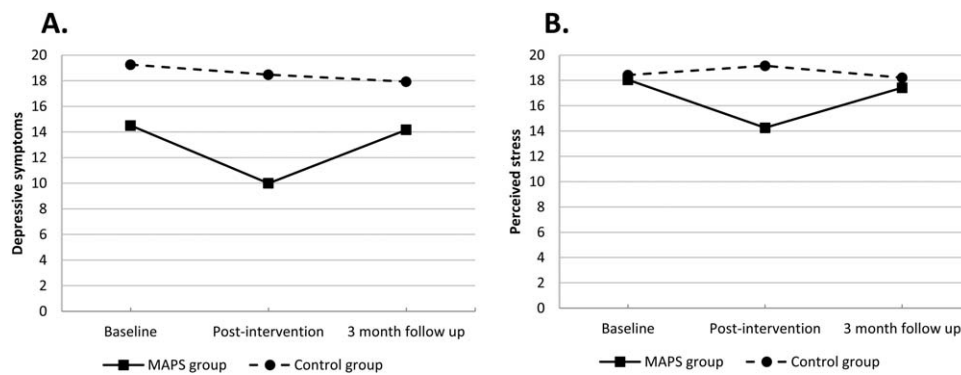 A.
Depressive symptoms
20
18
16
14
12
10
8
6
4
2
0
Baseline Post-intervention 3 month follow up
MAPS group Control group
B.
Perceived stress
20
18
16
14
12
10
8
6
4
2
0
Baseline Post-intervention 3 month follow up
MAPS group Control group